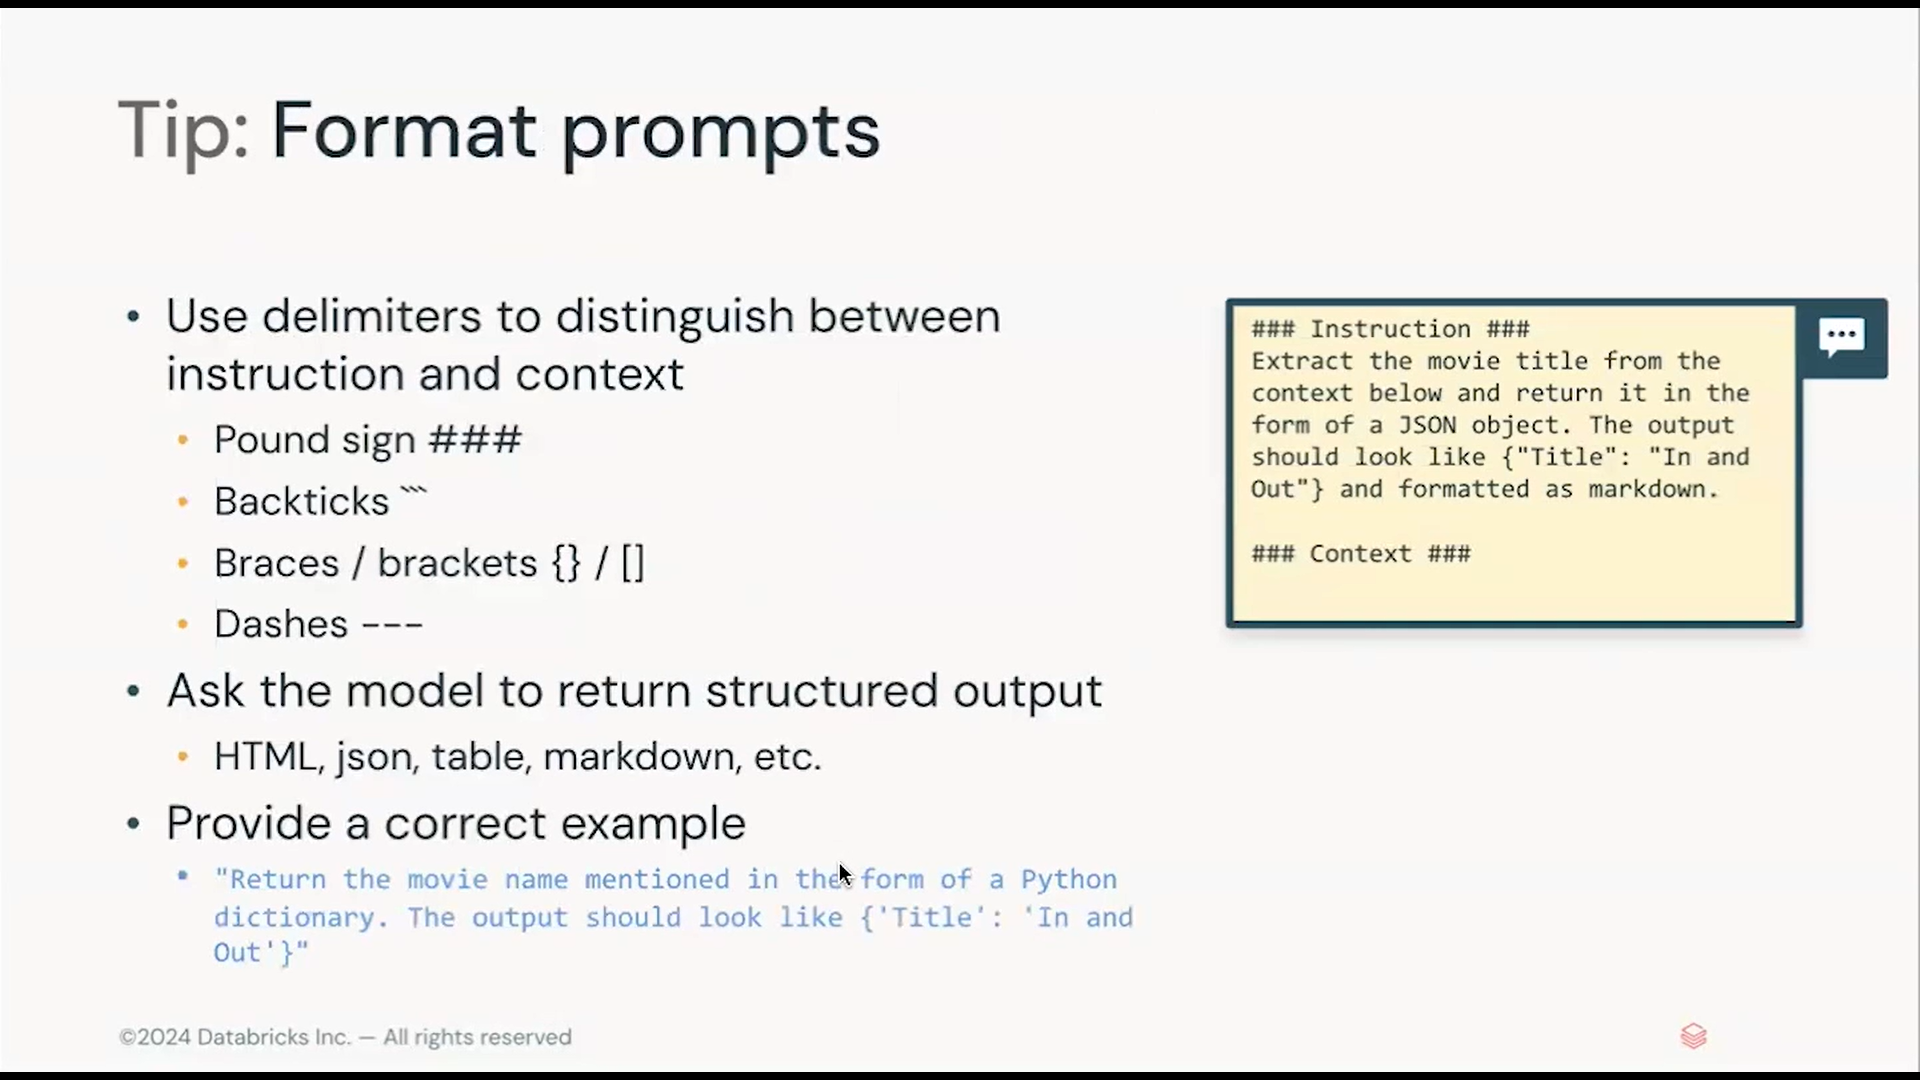 Tip: Format prompts
• Use delimiters to distinguish between
instruction and context
• Pound sign ###
• Backticks ```
• Braces / brackets {} / []
• Dashes ---
• Ask the model to return structured output
• HTML, json, table, markdown, etc.
• Provide a correct example
• "Return the movie name mentioned in the form of a Python
dictionary. The output should look like {'Title': 'In and
Out'}"
### Instruction ###
Extract the movie title from the
context below and return it in the
form of a JSON object. The output
should look like {"Title": "In and
Out"} and formatted as markdown.
### Context ###
©2024 Databricks Inc. — All rights reserved